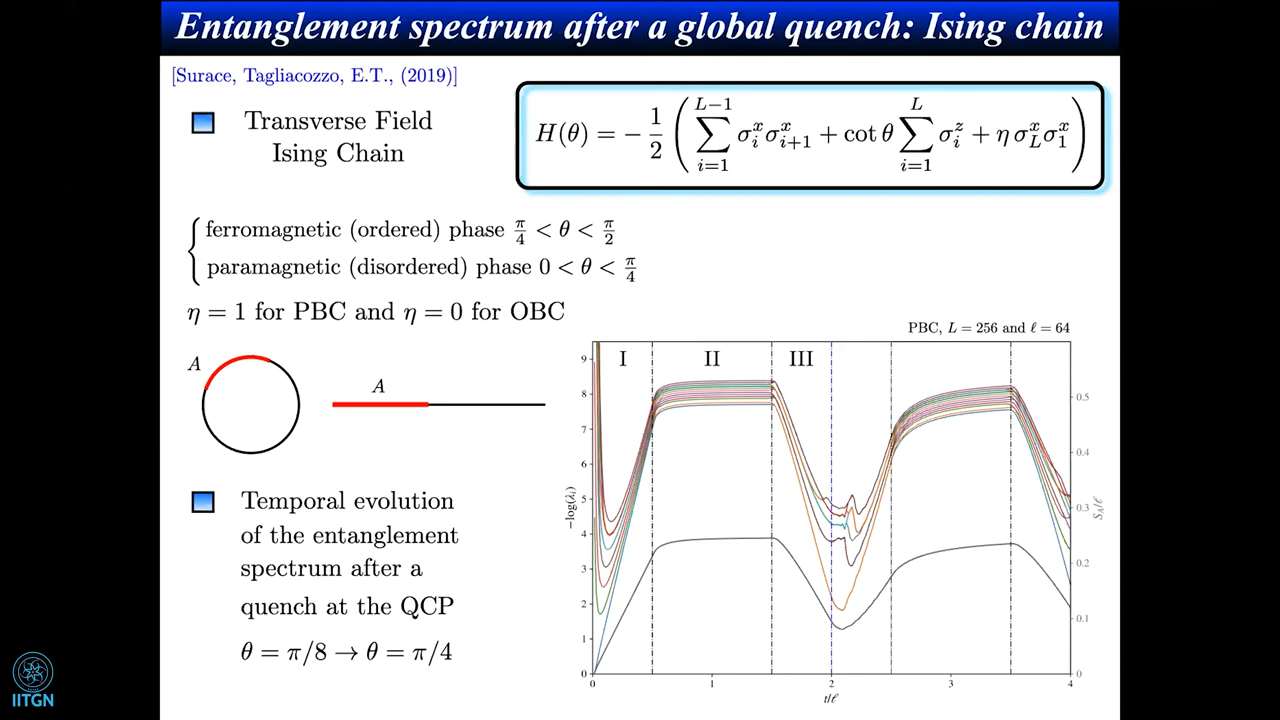 Entanglement spectrum after a global quench: Ising chain
[Surace, Tagliacozzo, E.T., (2019)]
Transverse Field
Ising Chain
H(θ) = − 1/2 ( ∑_{i=1}^{L−1} σ_i^x σ_{i+1}^x + cot θ ∑_{i=1}^{L} σ_i^z + η σ_L^x σ_1^x )
ferromagnetic (ordered) phase π/4 < θ < π/2
paramagnetic (disordered) phase 0 < θ < π/4
η = 1 for PBC and η = 0 for OBC
A
A
Temporal evolution
of the entanglement
spectrum after a
quench at the QCP
θ = π/8 → θ = π/4
PBC, L = 256 and ℓ = 64
I II III
9
8
7
6
5
4
3
2
1
0
−log(λ_i)
0.5
0.4
0.3
0.2
0.1
0
S_A/ℓ
0 1 2 3 4
t/ℓ
IITGN